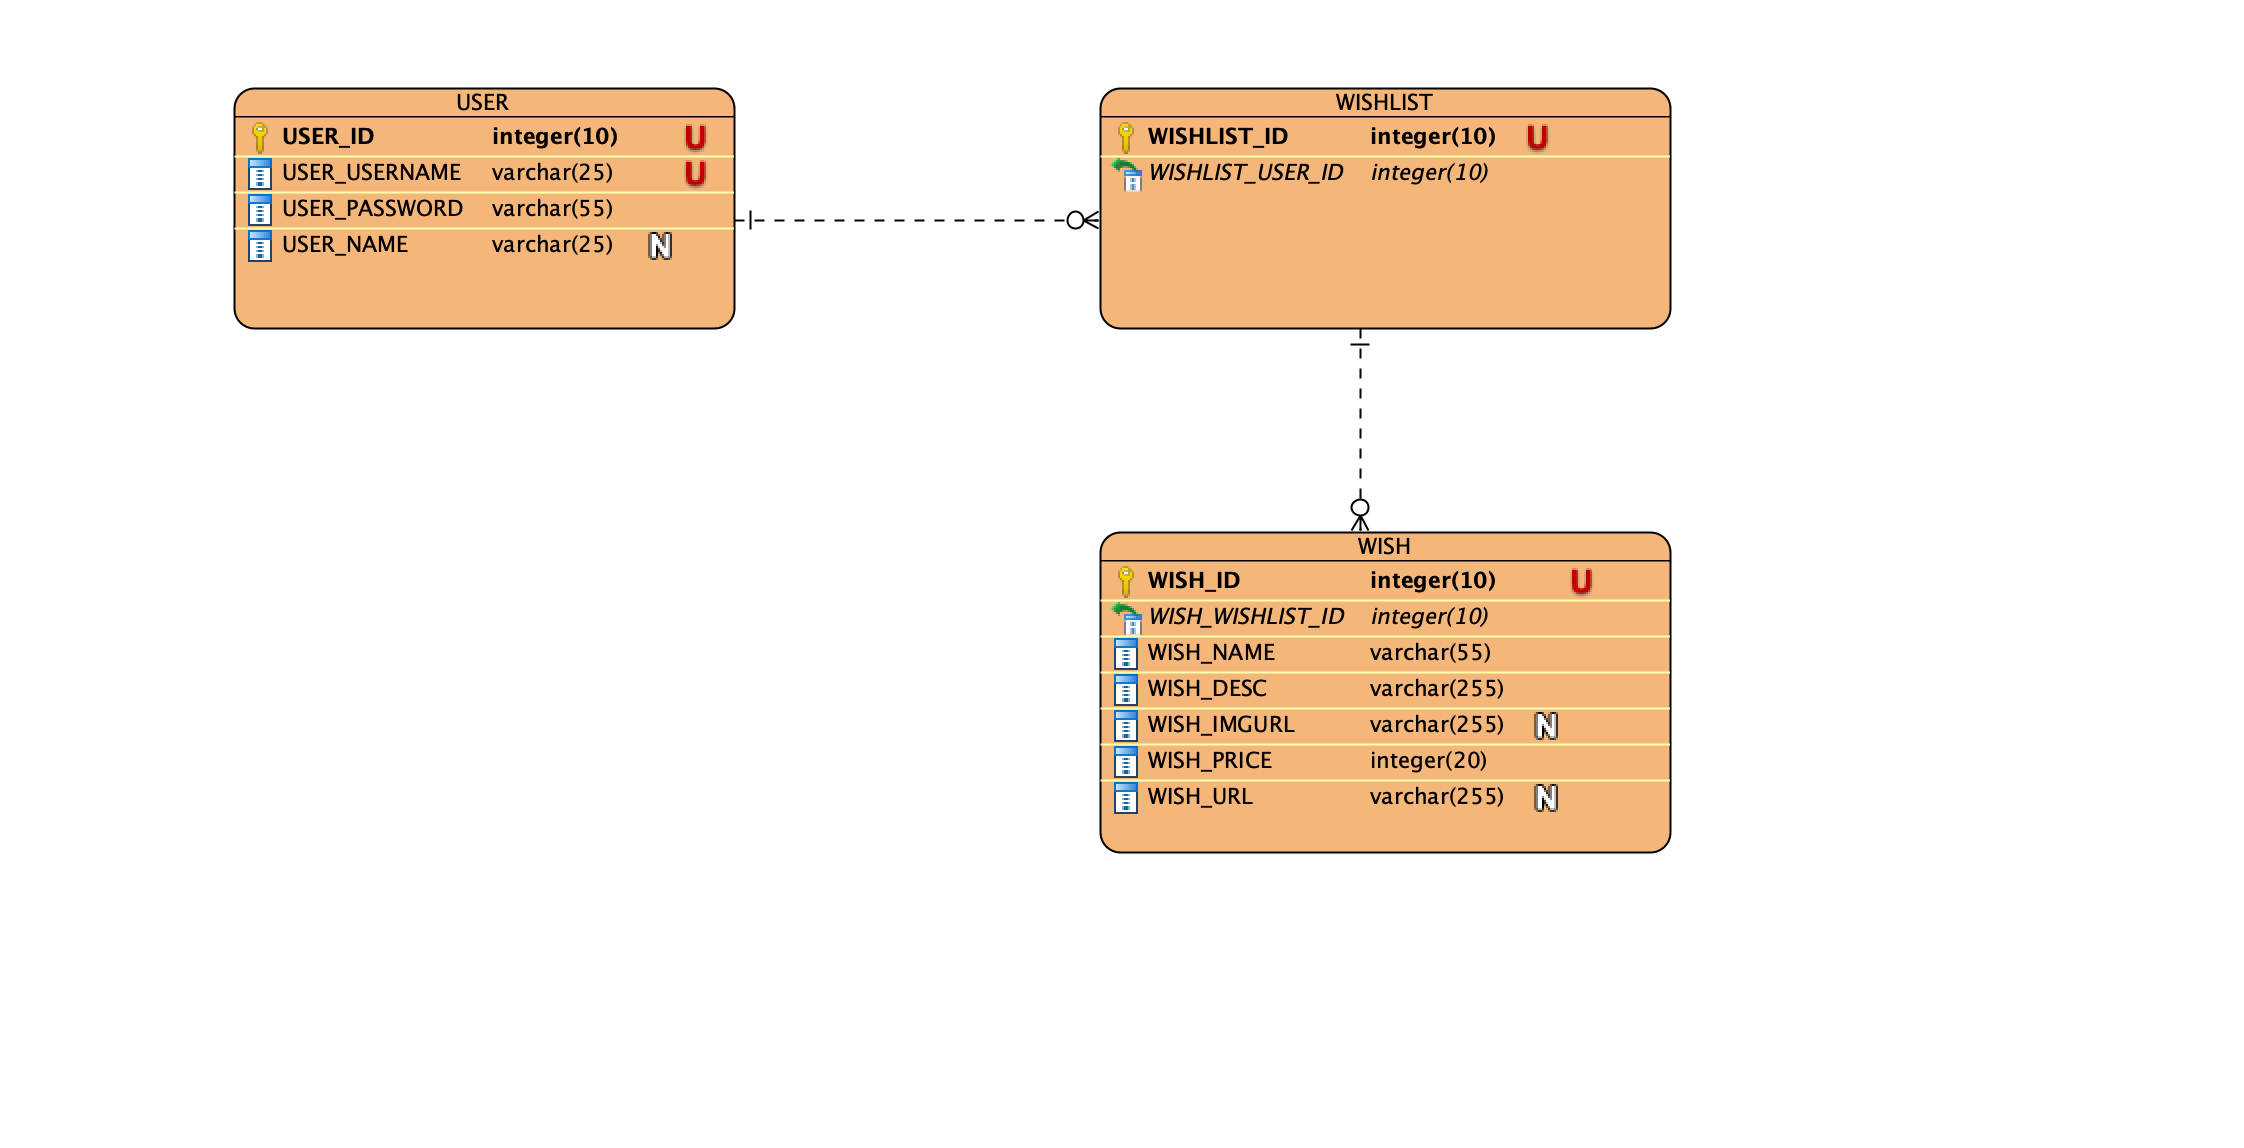 USER
USER_ID integer(10) U
USER_USERNAME varchar(25) U
USER_PASSWORD varchar(55)
USER_NAME varchar(25) N
WISHLIST
WISHLIST_ID integer(10) U
WISHLIST_USER_ID integer(10)
WISH
WISH_ID integer(10) U
WISH_WISHLIST_ID integer(10)
WISH_NAME varchar(55)
WISH_DESC varchar(255)
WISH_IMGURL varchar(255) N
WISH_PRICE integer(20)
WISH_URL varchar(255) N